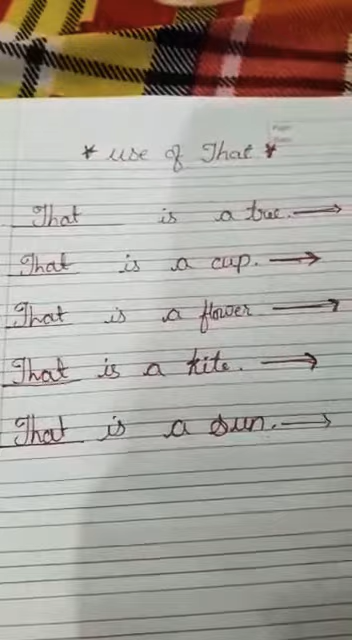 * use of That *
That is a tree. →
That is a cup. →
That is a flower →
That is a kite. →
That is a sun. →